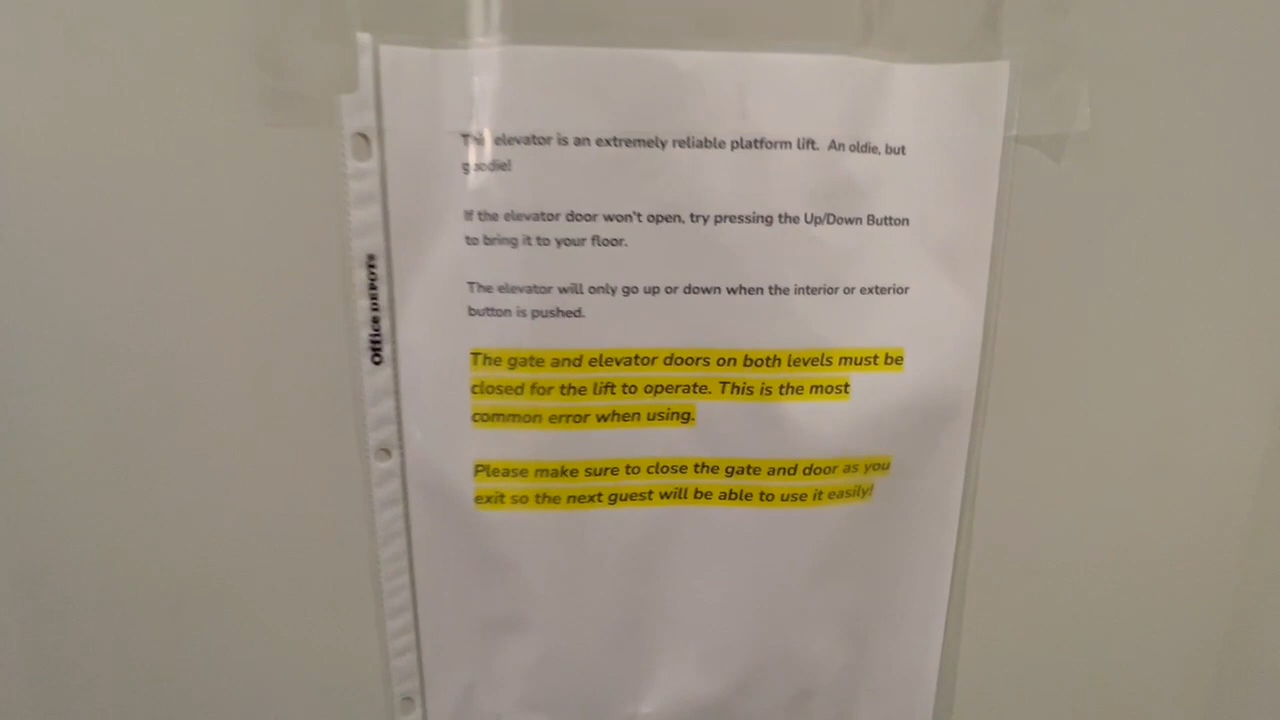 This elevator is an extremely reliable platform lift. An oldie, but
goodie!
If the elevator door won't open, try pressing the Up/Down Button
to bring it to your floor.
The elevator will only go up or down when the interior or exterior
button is pushed.
The gate and elevator doors on both levels must be
closed for the lift to operate. This is the most
common error when using.
Please make sure to close the gate and door as you
exit so the next guest will be able to use it easily!
Office DEPOT